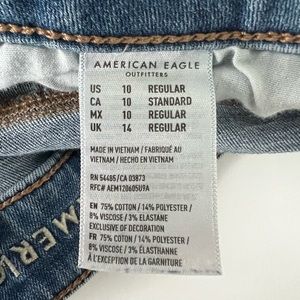 AMERICAN EAGLE
OUTFITTERS
US 10 REGULAR
CA 10 STANDARD
MX 10 REGULAR
UK 14 REGULAR
MADE IN VIETNAM / FABRIQUÉ AU
VIETNAM / HECHO EN VIETNAM
RN 54485/CA 03873
RFC# AEM120605U9A
EN 75% COTTON / 14% POLYESTER /
8% VISCOSE / 3% ELASTANE
EXCLUSIVE OF DECORATION
FR 75% COTON / 14% POLYESTER /
8% VISCOSE / 3% ÉLASTHANNE
À L'EXCEPTION DE LA GARNITURE
AMERIC